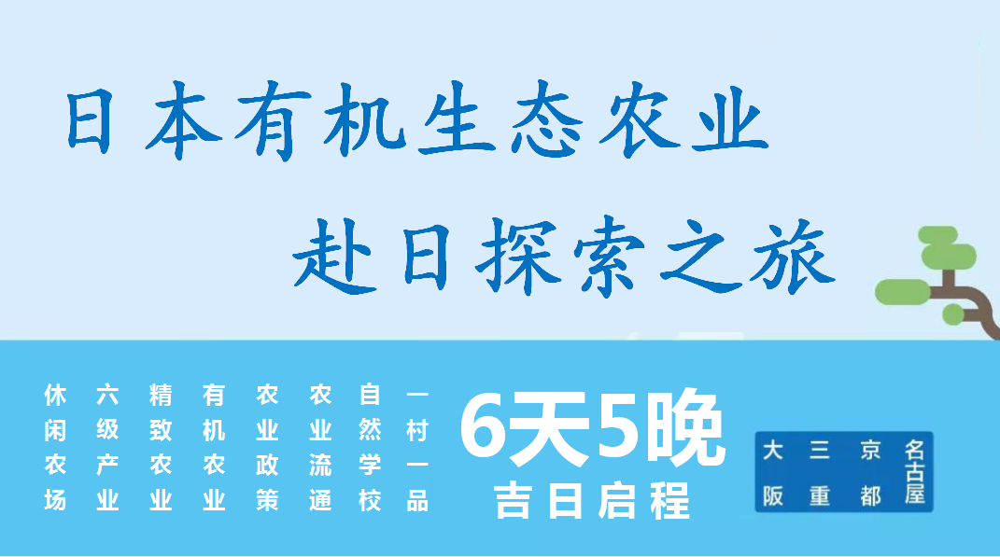 日本有机生态农业
赴日探索之旅
休闲农场
六级产业
精致农业
有机农业
农业政策
农业流通
自然学校
一村一品
6天5晚
吉日启程
大阪
三重
京都
名古屋